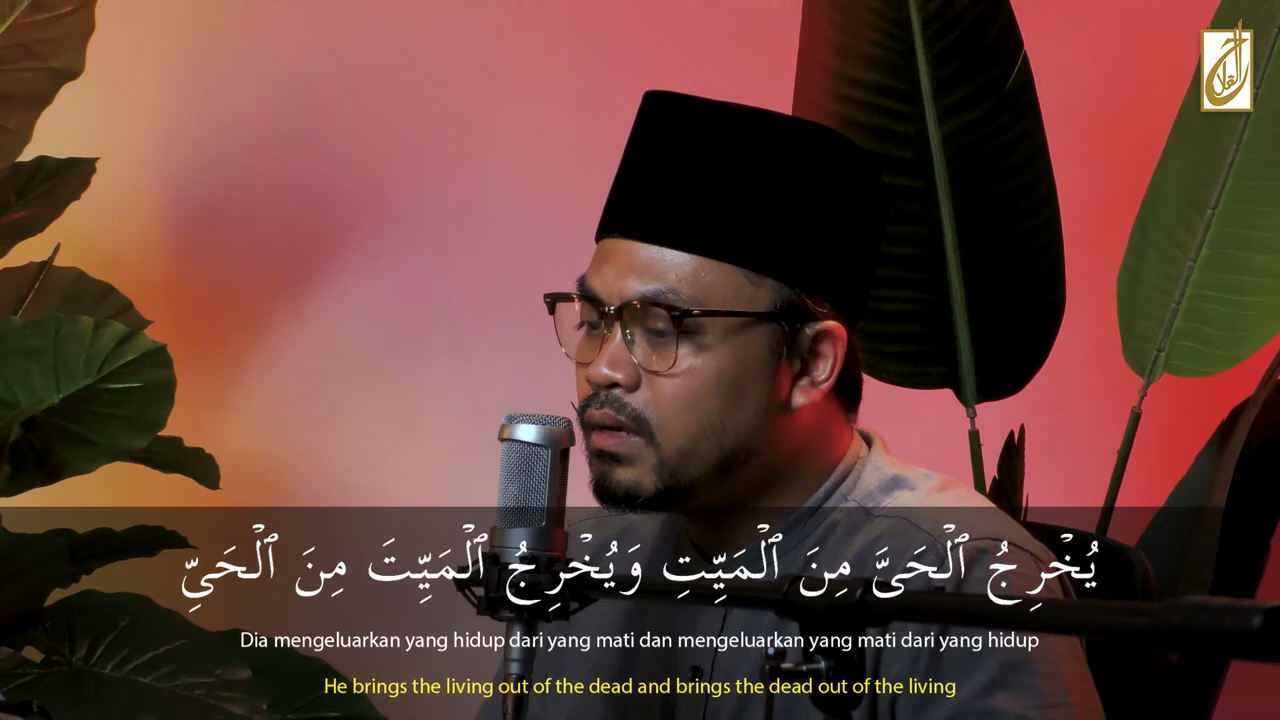 يُخْرِجُ ٱلْحَىَّ مِنَ ٱلْمَيِّتِ وَيُخْرِجُ ٱلْمَيِّتَ مِنَ ٱلْحَىِّ
Dia mengeluarkan yang hidup dari yang mati dan mengeluarkan yang mati dari yang hidup
He brings the living out of the dead and brings the dead out of the living